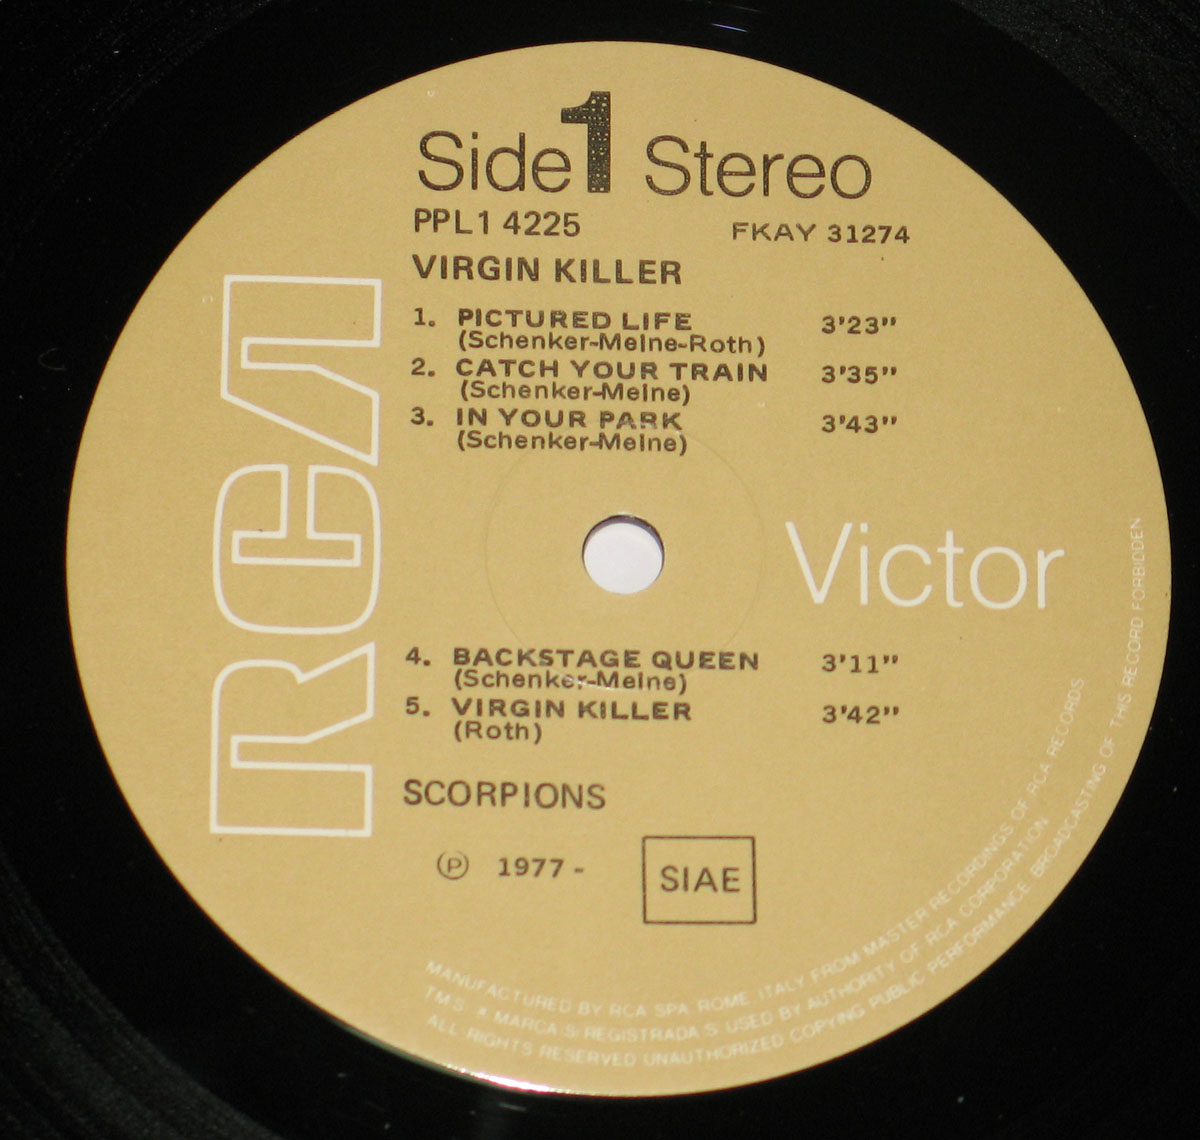 Side 1 Stereo
PPL1 4225 FKAY 31274
VIRGIN KILLER
1. PICTURED LIFE 3'23"
(Schenker-Meine-Roth)
2. CATCH YOUR TRAIN 3'35"
(Schenker-Meine)
3. IN YOUR PARK 3'43"
(Schenker-Meine)
RCA
Victor
4. BACKSTAGE QUEEN 3'11"
(Schenker-Meine)
5. VIRGIN KILLER 3'42"
(Roth)
SCORPIONS
℗ 1977 -
SIAE
MANUFACTURED BY RCA SPA ROME ITALY FROM MASTER RECORDINGS OF RCA RECORDS
TM S. * MARCA S REGISTRADA S USED BY AUTHORITY OF RCA CORPORATION
ALL RIGHTS RESERVED UNAUTHORIZED COPYING PUBLIC PERFORMANCE BROADCASTING OF THIS RECORD FORBIDDEN